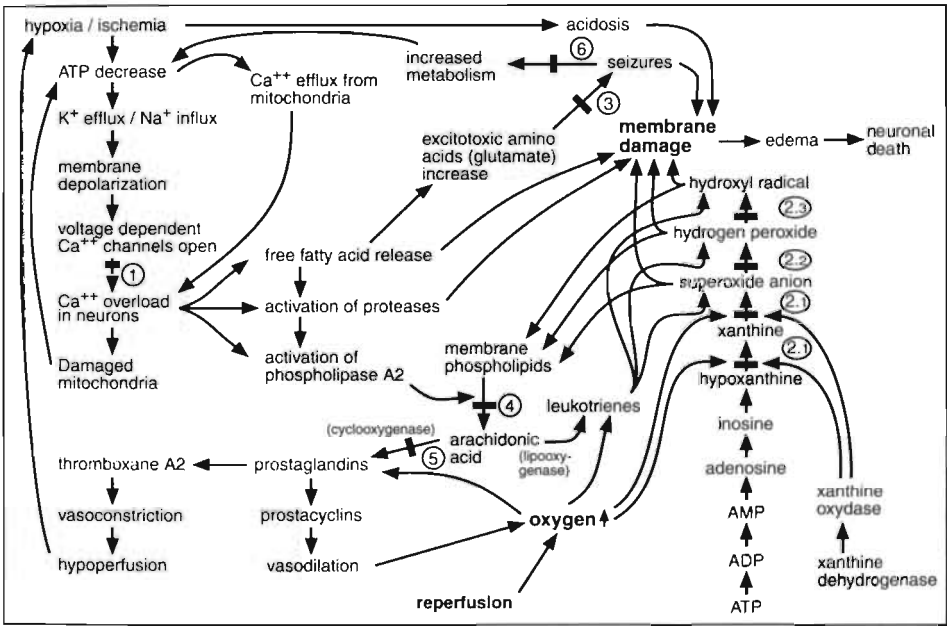 hypoxia / ischemia
acidosis
ATP decrease
increased
metabolism
6
seizures
Ca++ efflux from
mitochondria
3
K+ efflux / Na+ influx
excitotoxic amino
acids (glutamate)
increase
membrane
damage
edema
neuronal
death
membrane
depolarization
hydroxyl radical
2.3
voltage dependent
Ca++ channels open
free fatty acid release
hydrogen peroxide
2.2
1
Ca++ overload
in neurons
activation of proteases
superoxide anion
2.1
xanthine
Damaged
mitochondria
activation of
phospholipase A2
membrane
phospholipids
2.1
hypoxanthine
4
leukotrienes
inosine
(cyclooxygenase)
5
arachidonic
acid
(lipooxy-
genase)
thromboxane A2
prostaglandins
adenosine
vasoconstriction
prostacyclins
oxygen
AMP
xanthine
oxydase
hypoperfusion
vasodilation
ADP
xanthine
dehydrogenase
reperfusion
ATP